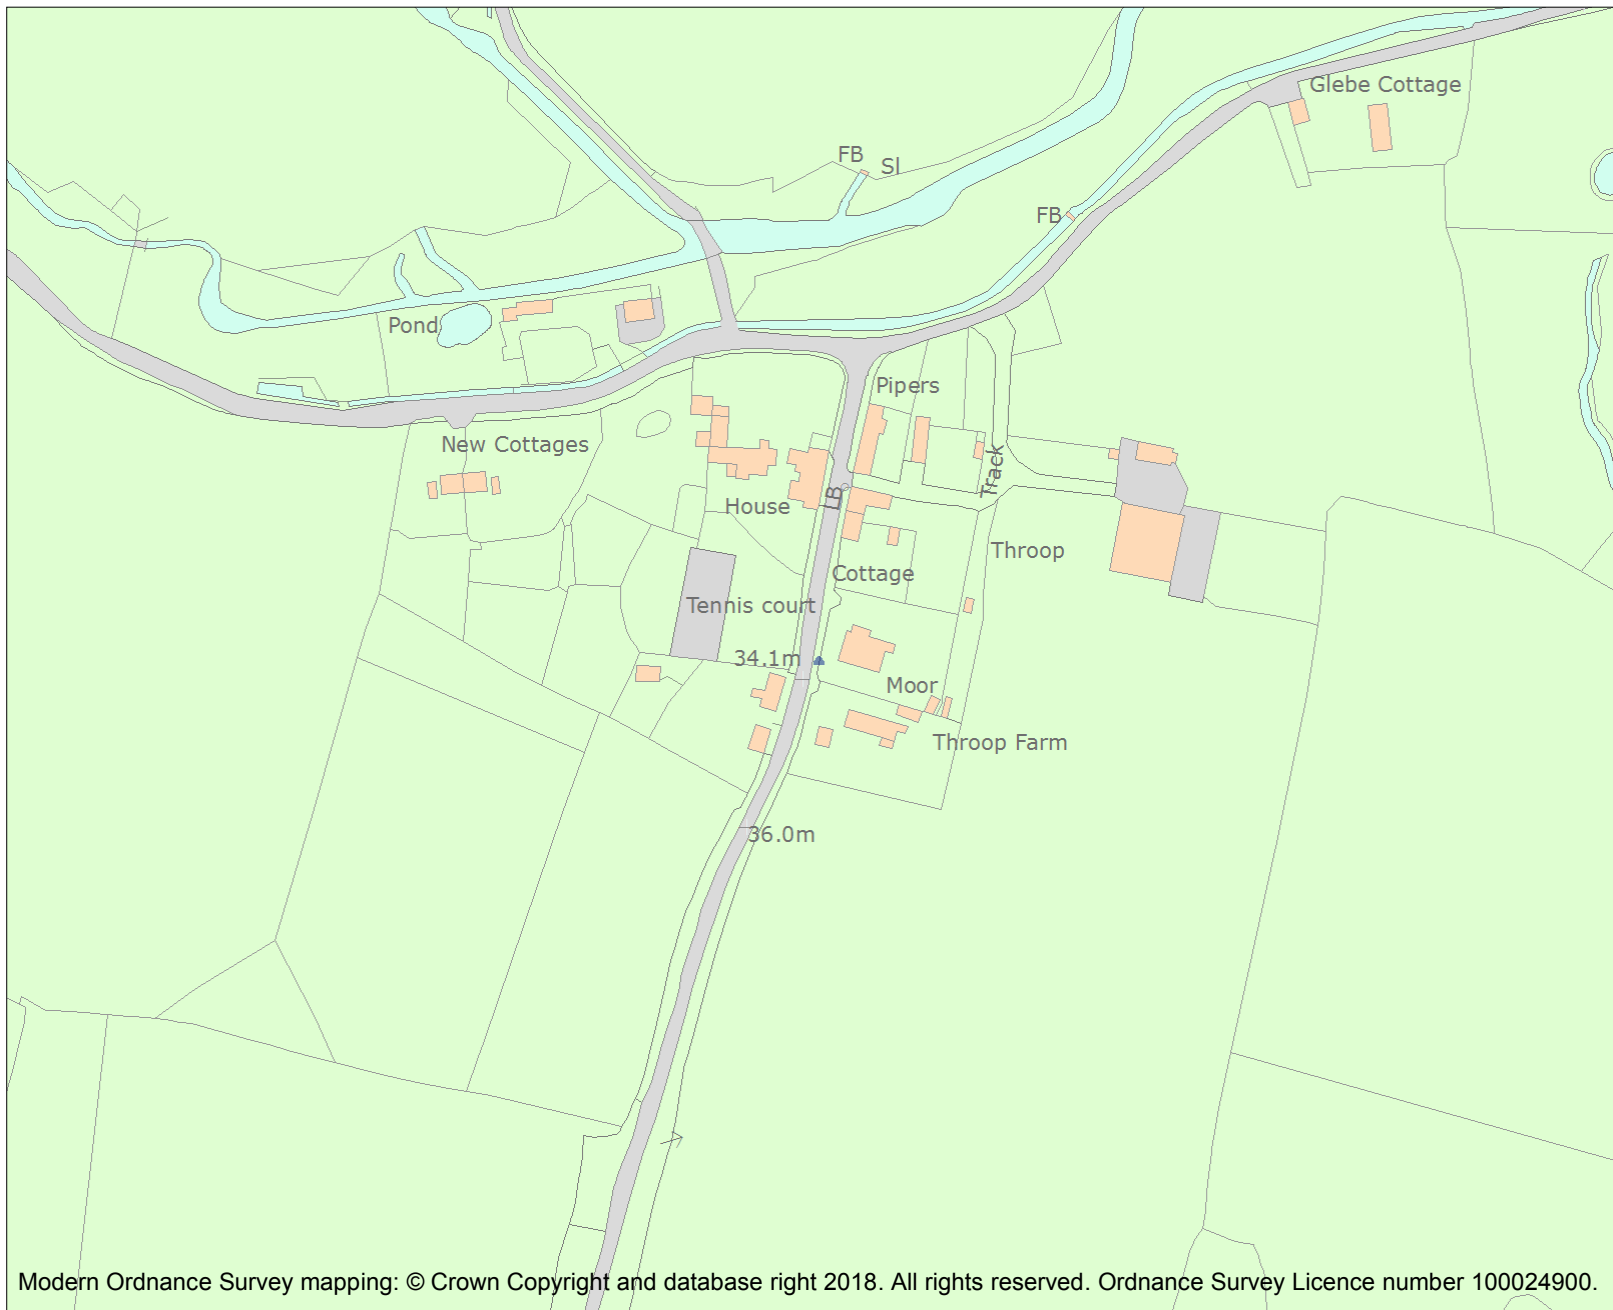 Glebe Cottage
FB
Sl
FB
Pond
Pipers
New Cottages
Track
House
LB
Throop
Cottage
Tennis court
34.1m
Moor
Throop Farm
36.0m
Modern Ordnance Survey mapping: © Crown Copyright and database right 2018. All rights reserved. Ordnance Survey Licence number 100024900.